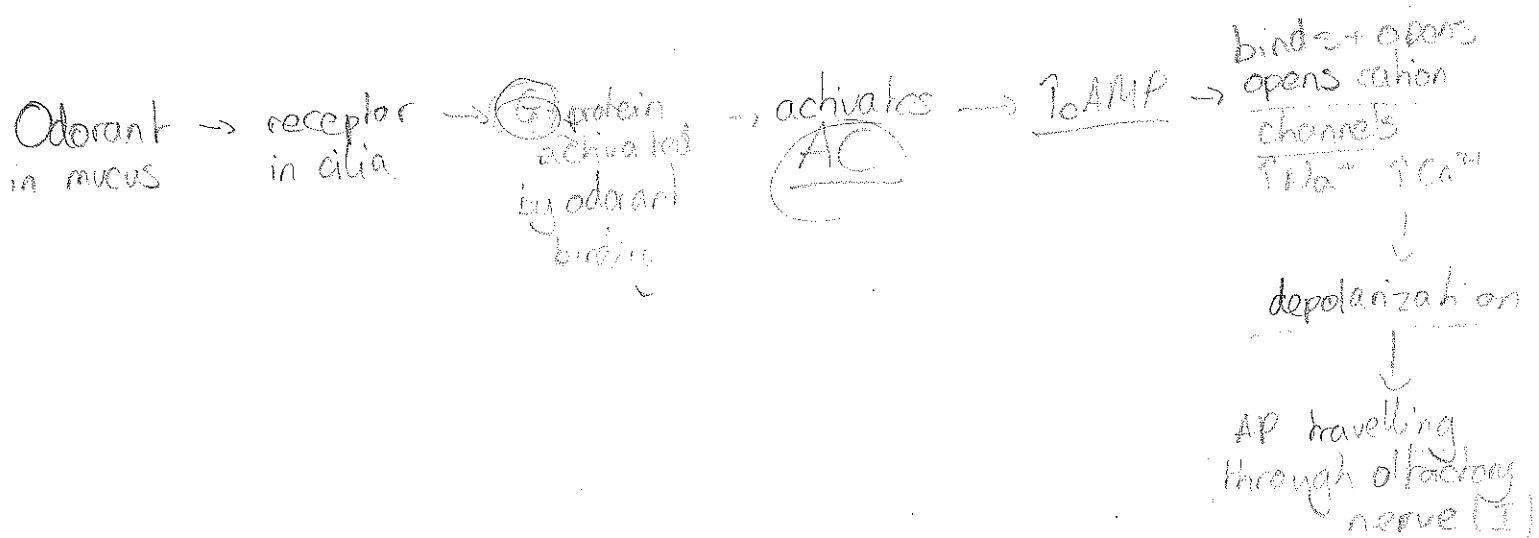 Odorant → receptor → G protein → activates → ↑cAMP → binds + opens
in mucus
in cilia
activated
by odorant
AC
opens cation
channels
↑Na⁺ ↑Ca²⁺
↓
depolarization
↓
AP travelling
through olfactory
nerve (I)